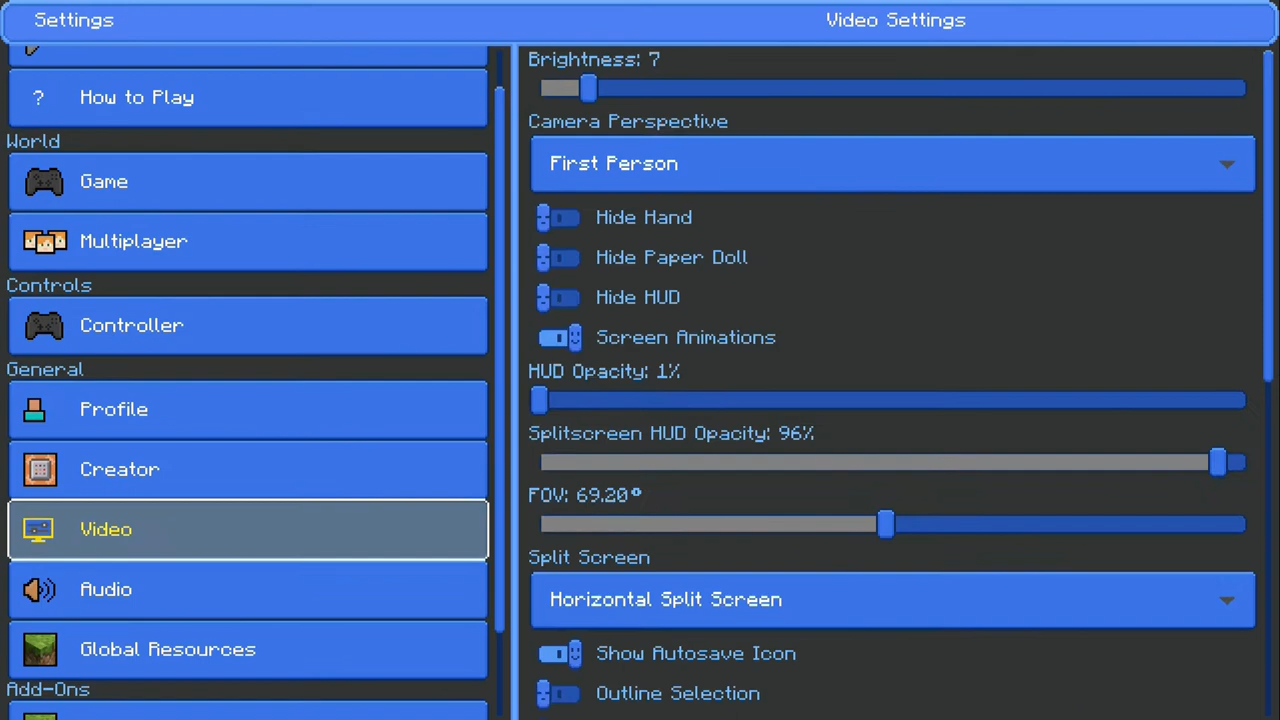 Settings
Video Settings
? How to Play
World
Game
Multiplayer
Controls
Controller
General
Profile
Creator
Video
Audio
Global Resources
Add-Ons
Brightness: 7
Camera Perspective
First Person
Hide Hand
Hide Paper Doll
Hide HUD
Screen Animations
HUD Opacity: 1%
Splitscreen HUD Opacity: 96%
FOV: 69.20°
Split Screen
Horizontal Split Screen
Show Autosave Icon
Outline Selection